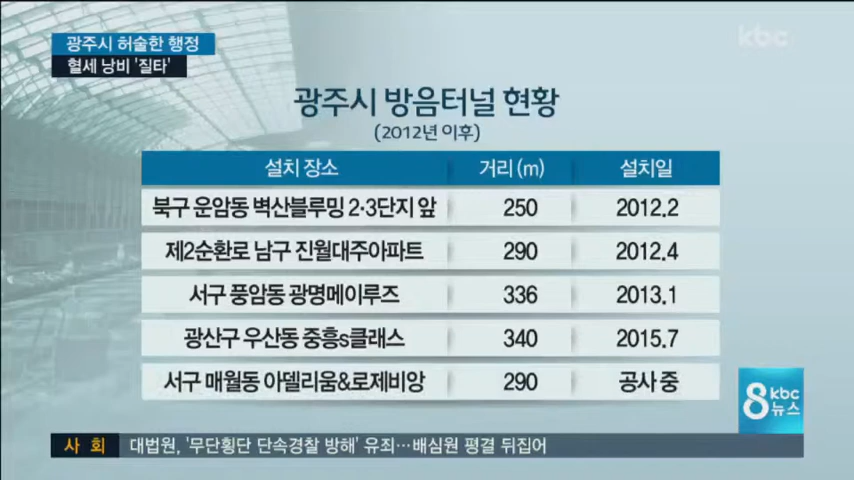 광주시 허술한 행정
혈세 낭비 '질타'
kbc
광주시 방음터널 현황
(2012년 이후)
설치 장소 거리(m) 설치일
북구 운암동 벽산블루밍 2·3단지 앞 250 2012.2
제2순환로 남구 진월대주아파트 290 2012.4
서구 풍암동 광명메이루즈 336 2013.1
광산구 우산동 중흥s클래스 340 2015.7
서구 매월동 아델리움&로제비앙 290 공사 중
8 kbc
뉴스
사 회 대법원, '무단횡단 단속경찰 방해' 유죄…배심원 평결 뒤집어